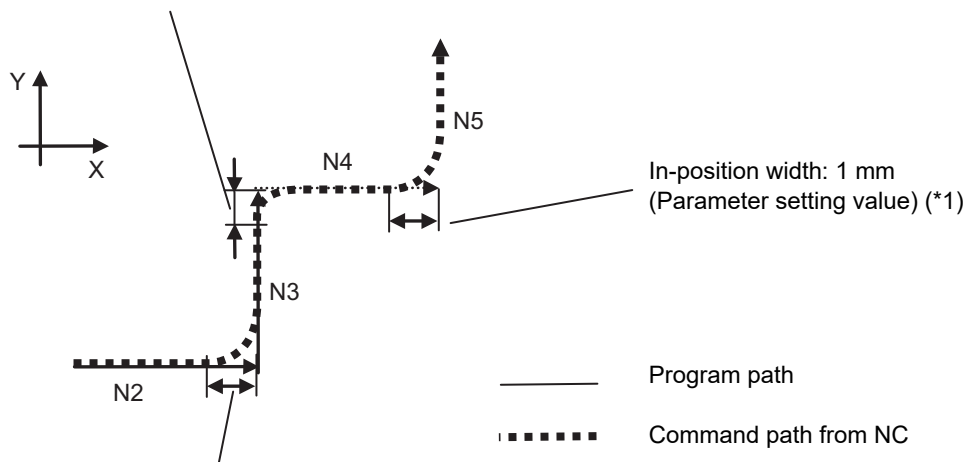 Y
X
N5
N4
In-position width: 1 mm
(Parameter setting value) (*1)
N3
N2
Program path
Command path from NC